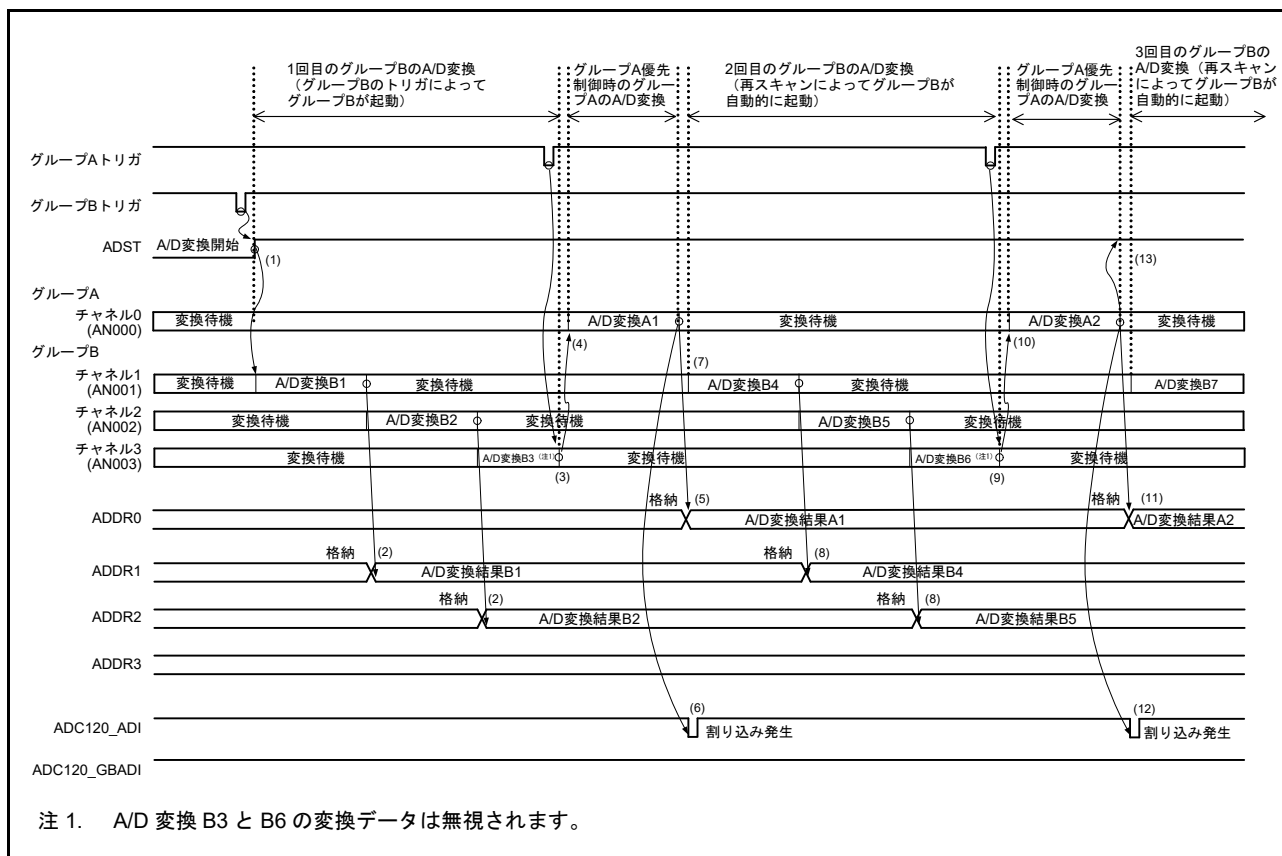 1回目のグループBのA/D変換
(グループBのトリガによって
グループBが起動)
グループA優先
制御時のグルー
プAのA/D変換
2回目のグループBのA/D変換
(再スキャンによってグループBが
自動的に起動)
グループA優先
制御時のグルー
プAのA/D変換
3回目のグループBの
A/D変換(再スキャン
によってグループBが
自動的に起動)
グループAトリガ
グループBトリガ
ADST A/D変換開始 (1) (13)
グループA
チャネル0
(AN000)
変換待機 A/D変換A1 変換待機 A/D変換A2 変換待機
(4) (10)
グループB
(7)
チャネル1
(AN001)
変換待機 A/D変換B1 変換待機 A/D変換B4 変換待機 A/D変換B7
チャネル2
(AN002)
変換待機 A/D変換B2 変換待機 A/D変換B5 変換待機
チャネル3
(AN003)
変換待機 A/D変換B3 (注1) 変換待機 A/D変換B6 (注1) 変換待機
(3) (9)
格納 (5) 格納 (11)
ADDR0 A/D変換結果A1 A/D変換結果A2
格納 (2) 格納 (8)
ADDR1 A/D変換結果B1 A/D変換結果B4
格納 (2) 格納 (8)
ADDR2 A/D変換結果B2 A/D変換結果B5
ADDR3
(6) (12)
ADC120_ADI 割り込み発生 割り込み発生
ADC120_GBADI
注 1. A/D 変換 B3 と B6 の変換データは無視されます。